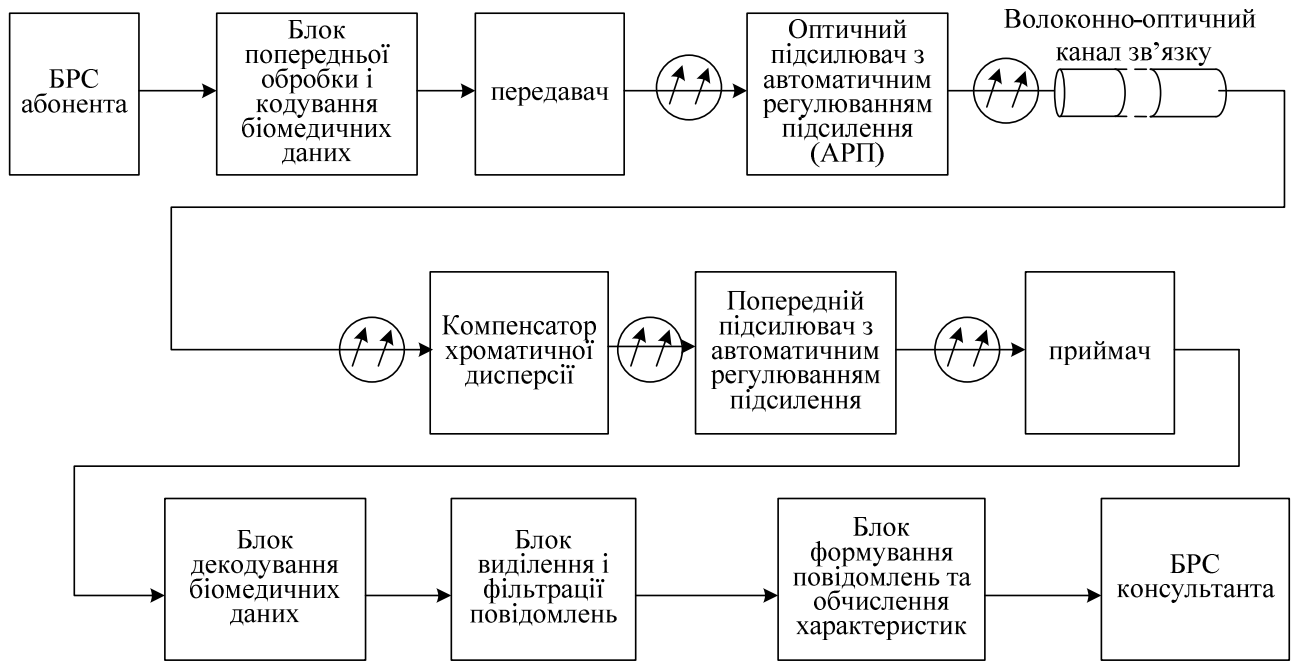 БРС
абонента
Блок
попередньої
обробки і
кодування
біомедичних
даних
передавач
Оптичний
підсилювач з
автоматичним
регулюванням
підсилення
(АРП)
Волоконно-оптичний
канал зв’язку
Компенсатор
хроматичної
дисперсії
Попередній
підсилювач з
автоматичним
регулюванням
підсилення
приймач
Блок
декодування
біомедичних
даних
Блок
виділення і
фільтрації
повідомлень
Блок
формування
повідомлень та
обчислення
характеристик
БРС
консультанта